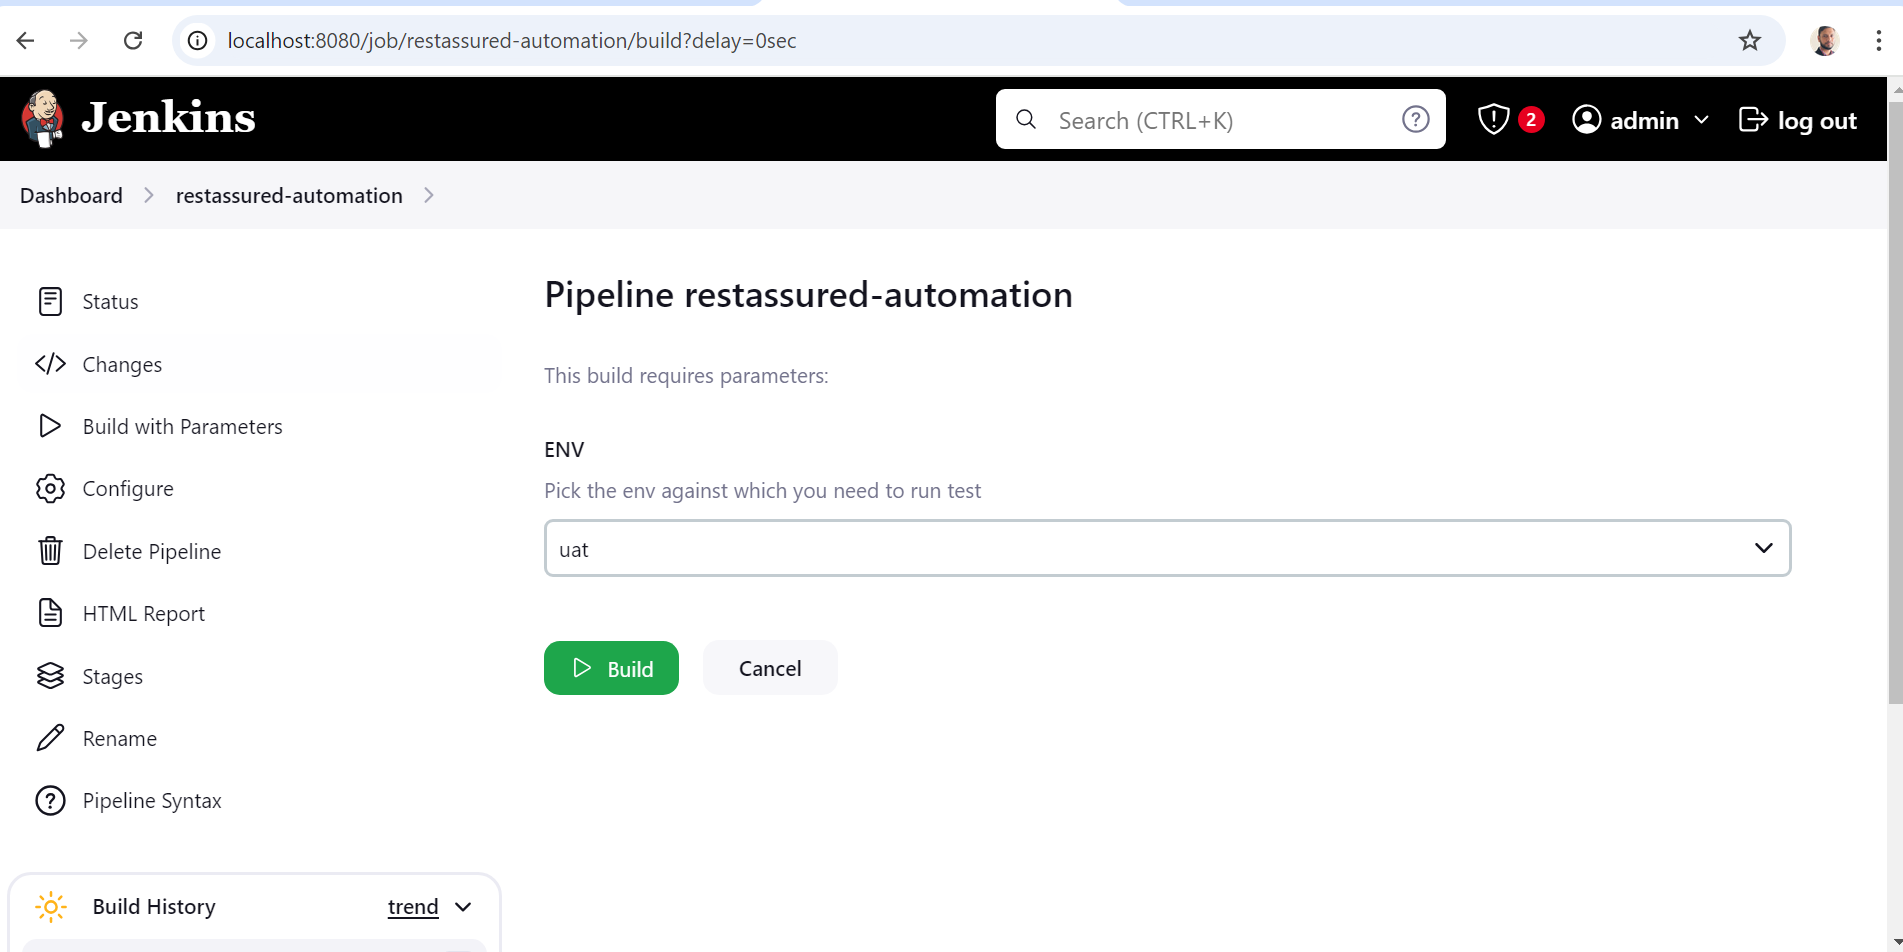 localhost:8080/job/restassured-automation/build?delay=0sec
Jenkins
Search (CTRL+K)
?
!
2
admin
log out
Dashboard
restassured-automation
Status
Changes
Build with Parameters
Configure
Delete Pipeline
HTML Report
Stages
Rename
?
Pipeline Syntax
Build History
trend
Pipeline restassured-automation
This build requires parameters:
ENV
Pick the env against which you need to run test
uat
Build
Cancel